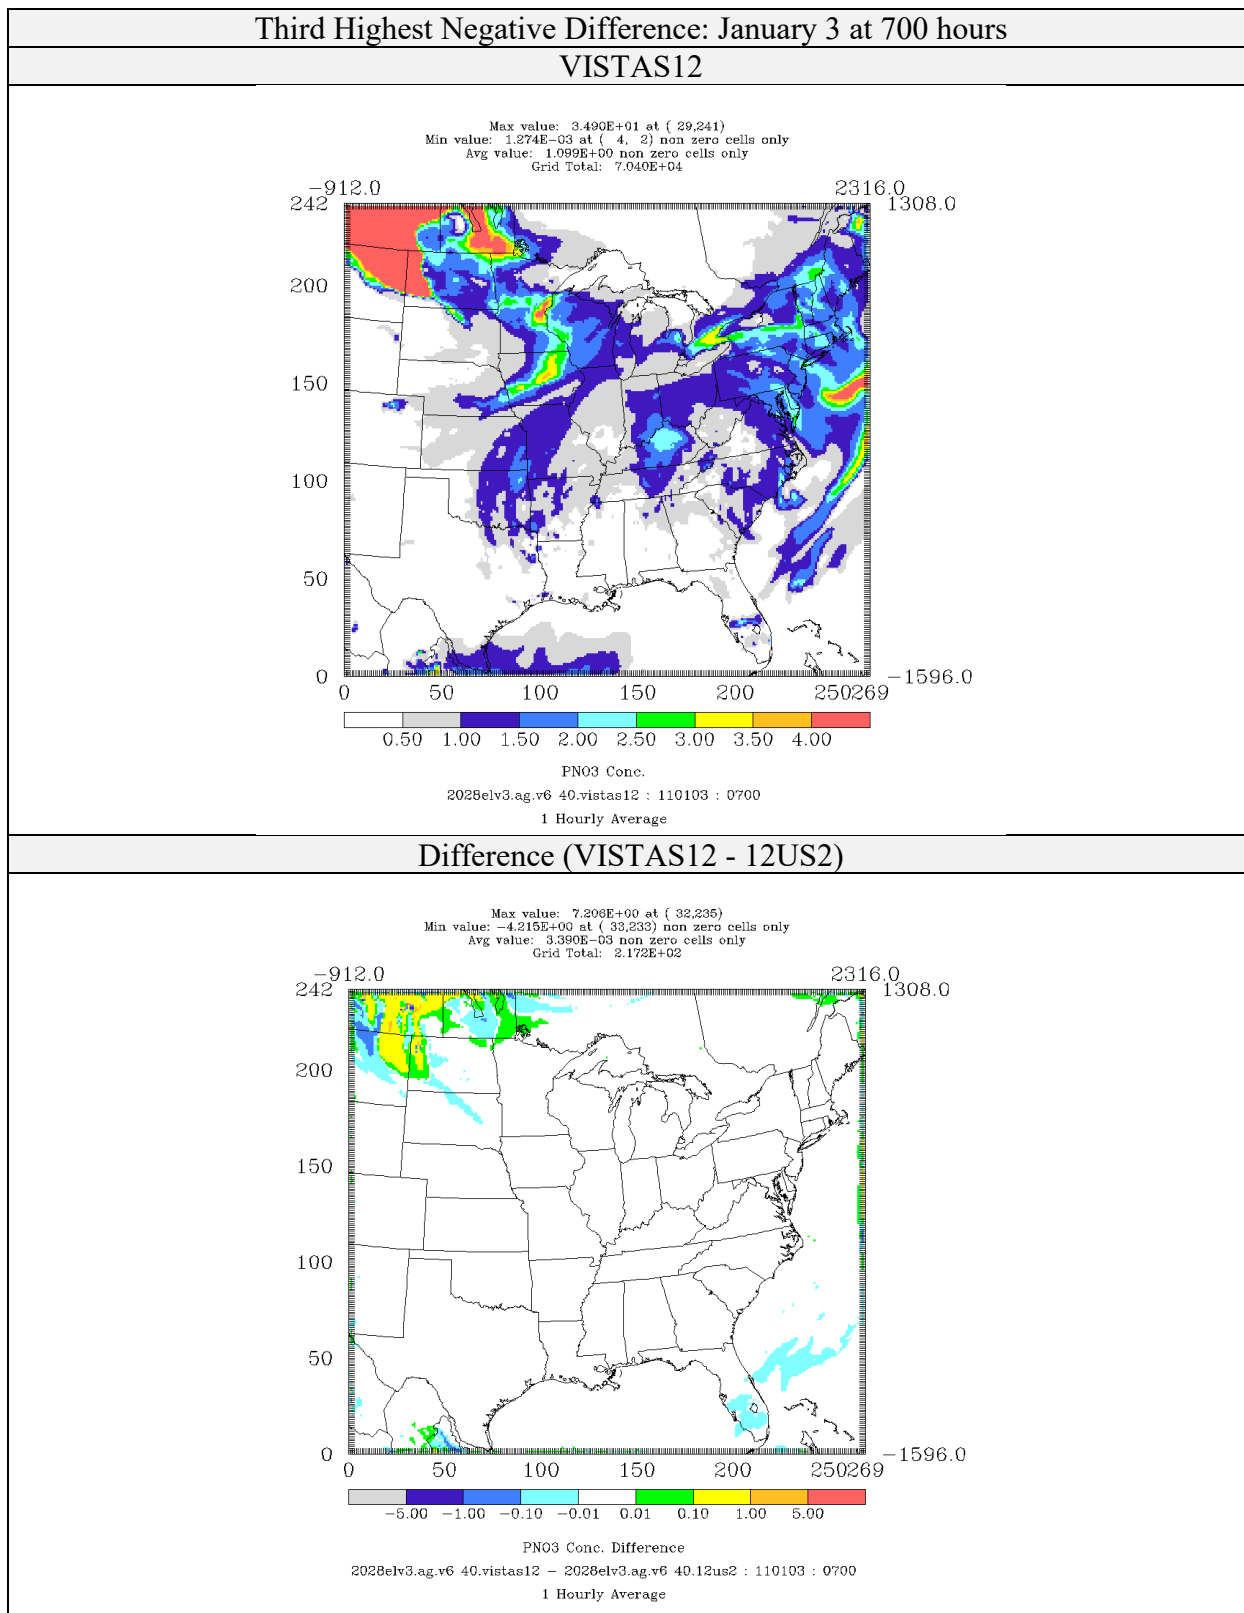 Third Highest Negative Difference: January 3 at 700 hours
VISTAS12
Max value: 3.490E+01 at ( 29,241)
Min value: 1.274E-03 at ( 4, 2) non zero cells only
Avg value: 1.099E+00 non zero cells only
Grid Total: 7.040E+04
-912.0 2316.0
242 1308.0
200
150
100
50
0 -1596.0
0 50 100 150 200 250269
0.50 1.00 1.50 2.00 2.50 3.00 3.50 4.00
PNO3 Conc.
2028elv3.ag.v6 40.vistas12 : 110103 : 0700
1 Hourly Average
Difference (VISTAS12 - 12US2)
Max value: 7.206E+00 at ( 32,235)
Min value: -4.215E+00 at ( 33,233) non zero cells only
Avg value: 3.390E-03 non zero cells only
Grid Total: 2.172E+02
-912.0 2316.0
242 1308.0
200
150
100
50
0 -1596.0
0 50 100 150 200 250269
-5.00 -1.00 -0.10 -0.01 0.01 0.10 1.00 5.00
PNO3 Conc. Difference
2028elv3.ag.v6 40.vistas12 - 2028elv3.ag.v6 40.12us2 : 110103 : 0700
1 Hourly Average